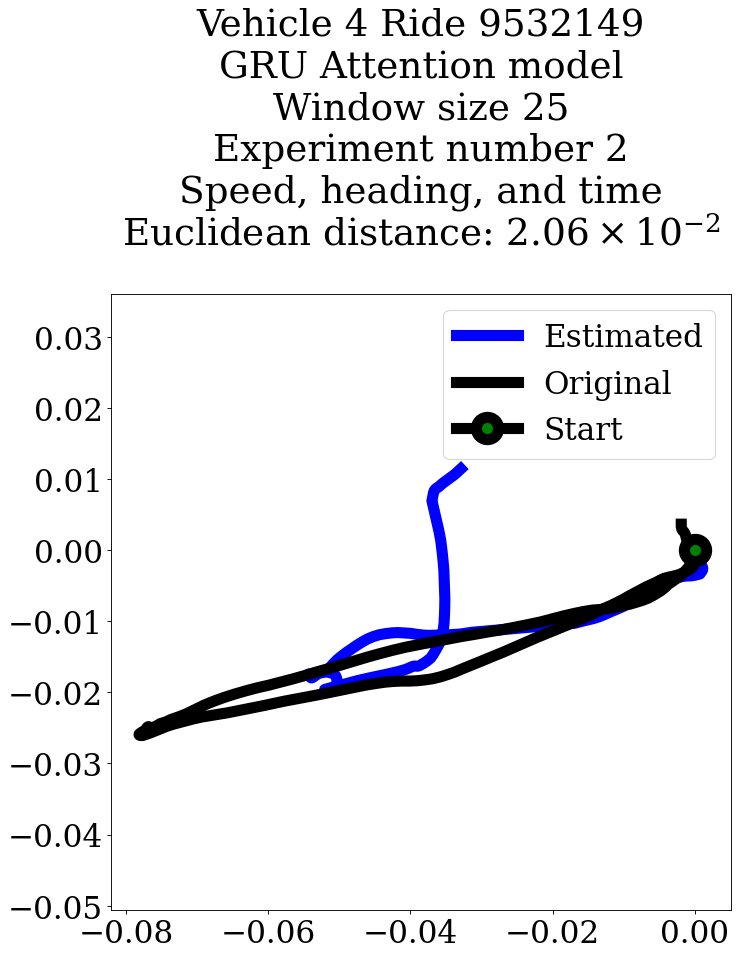 Vehicle 4 Ride 9532149
GRU Attention model
Window size 25
Experiment number 2
Speed, heading, and time
Euclidean distance: 2.06 × 10⁻²
Estimated
Original
Start
0.03
0.02
0.01
0.00
−0.01
−0.02
−0.03
−0.04
−0.05
−0.08 −0.06 −0.04 −0.02 0.00